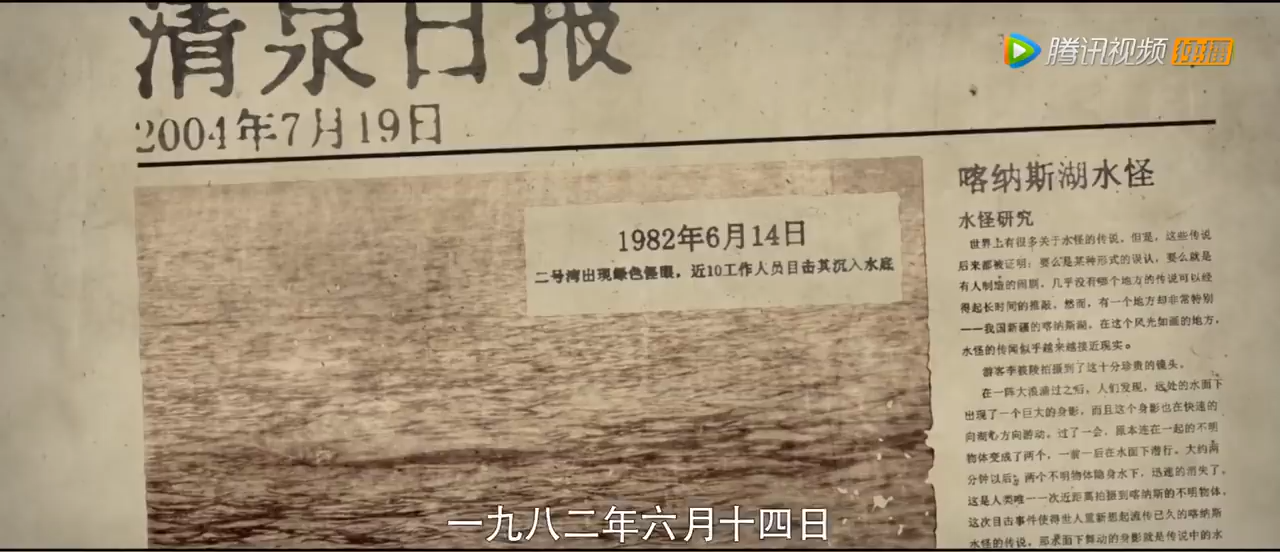 清泉日报
腾讯视频 独播
2004年7月19日
喀纳斯湖水怪
水怪研究
1982年6月14日
二号湾出现绿色怪眼，近10工作人员目击其沉入水底
世界上有很多关于水怪的传说，但是，这些传说
后来都被证明：要么是某种形式的误认，要么就是
有人制造的闹剧，几乎没有哪个地方的传说可以经
得起长时间的推敲。然而，有一个地方却非常特别
——我国新疆的喀纳斯湖。在这个风光如画的地方，
水怪的传闻似乎越来越接近现实。
游客李筱陵拍摄到了这十分珍贵的镜头。
在一阵大浪涌过之后，人们发现，远处的水面下
出现了一个巨大的身影，而且这个身影也在快速的
向湖心方向游动。过了一会，原本连在一起的不明
物体变成了两个，一前一后在水面下潜行。大约两
分钟以后，两个不明物体隐身水下，迅速的消失了。
这是人类唯一一次近距离拍摄到喀纳斯的不明物体，
这次目击事件使得世人重新想起流传已久的喀纳斯
水怪的传说，那水面下舞动的身影就是传说中的水
一九八二年六月十四日